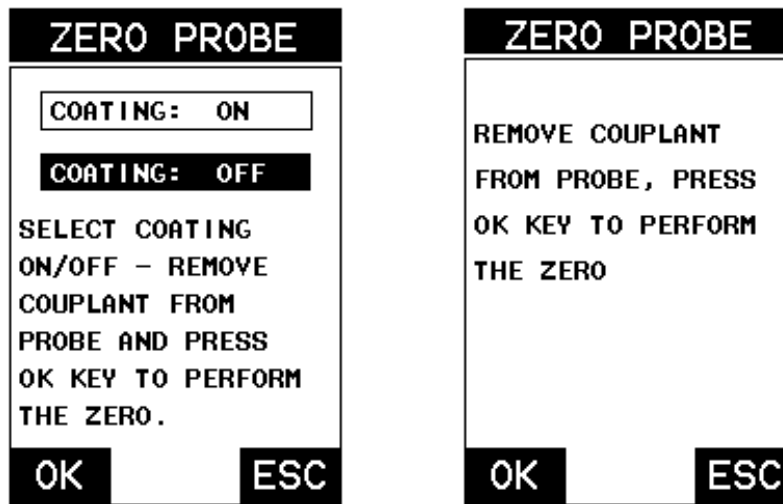 ZERO PROBE
COATING: ON
COATING: OFF
SELECT COATING
ON/OFF - REMOVE
COUPLANT FROM
PROBE AND PRESS
OK KEY TO PERFORM
THE ZERO.
OK ESC
ZERO PROBE
REMOVE COUPLANT
FROM PROBE, PRESS
OK KEY TO PERFORM
THE ZERO
OK ESC